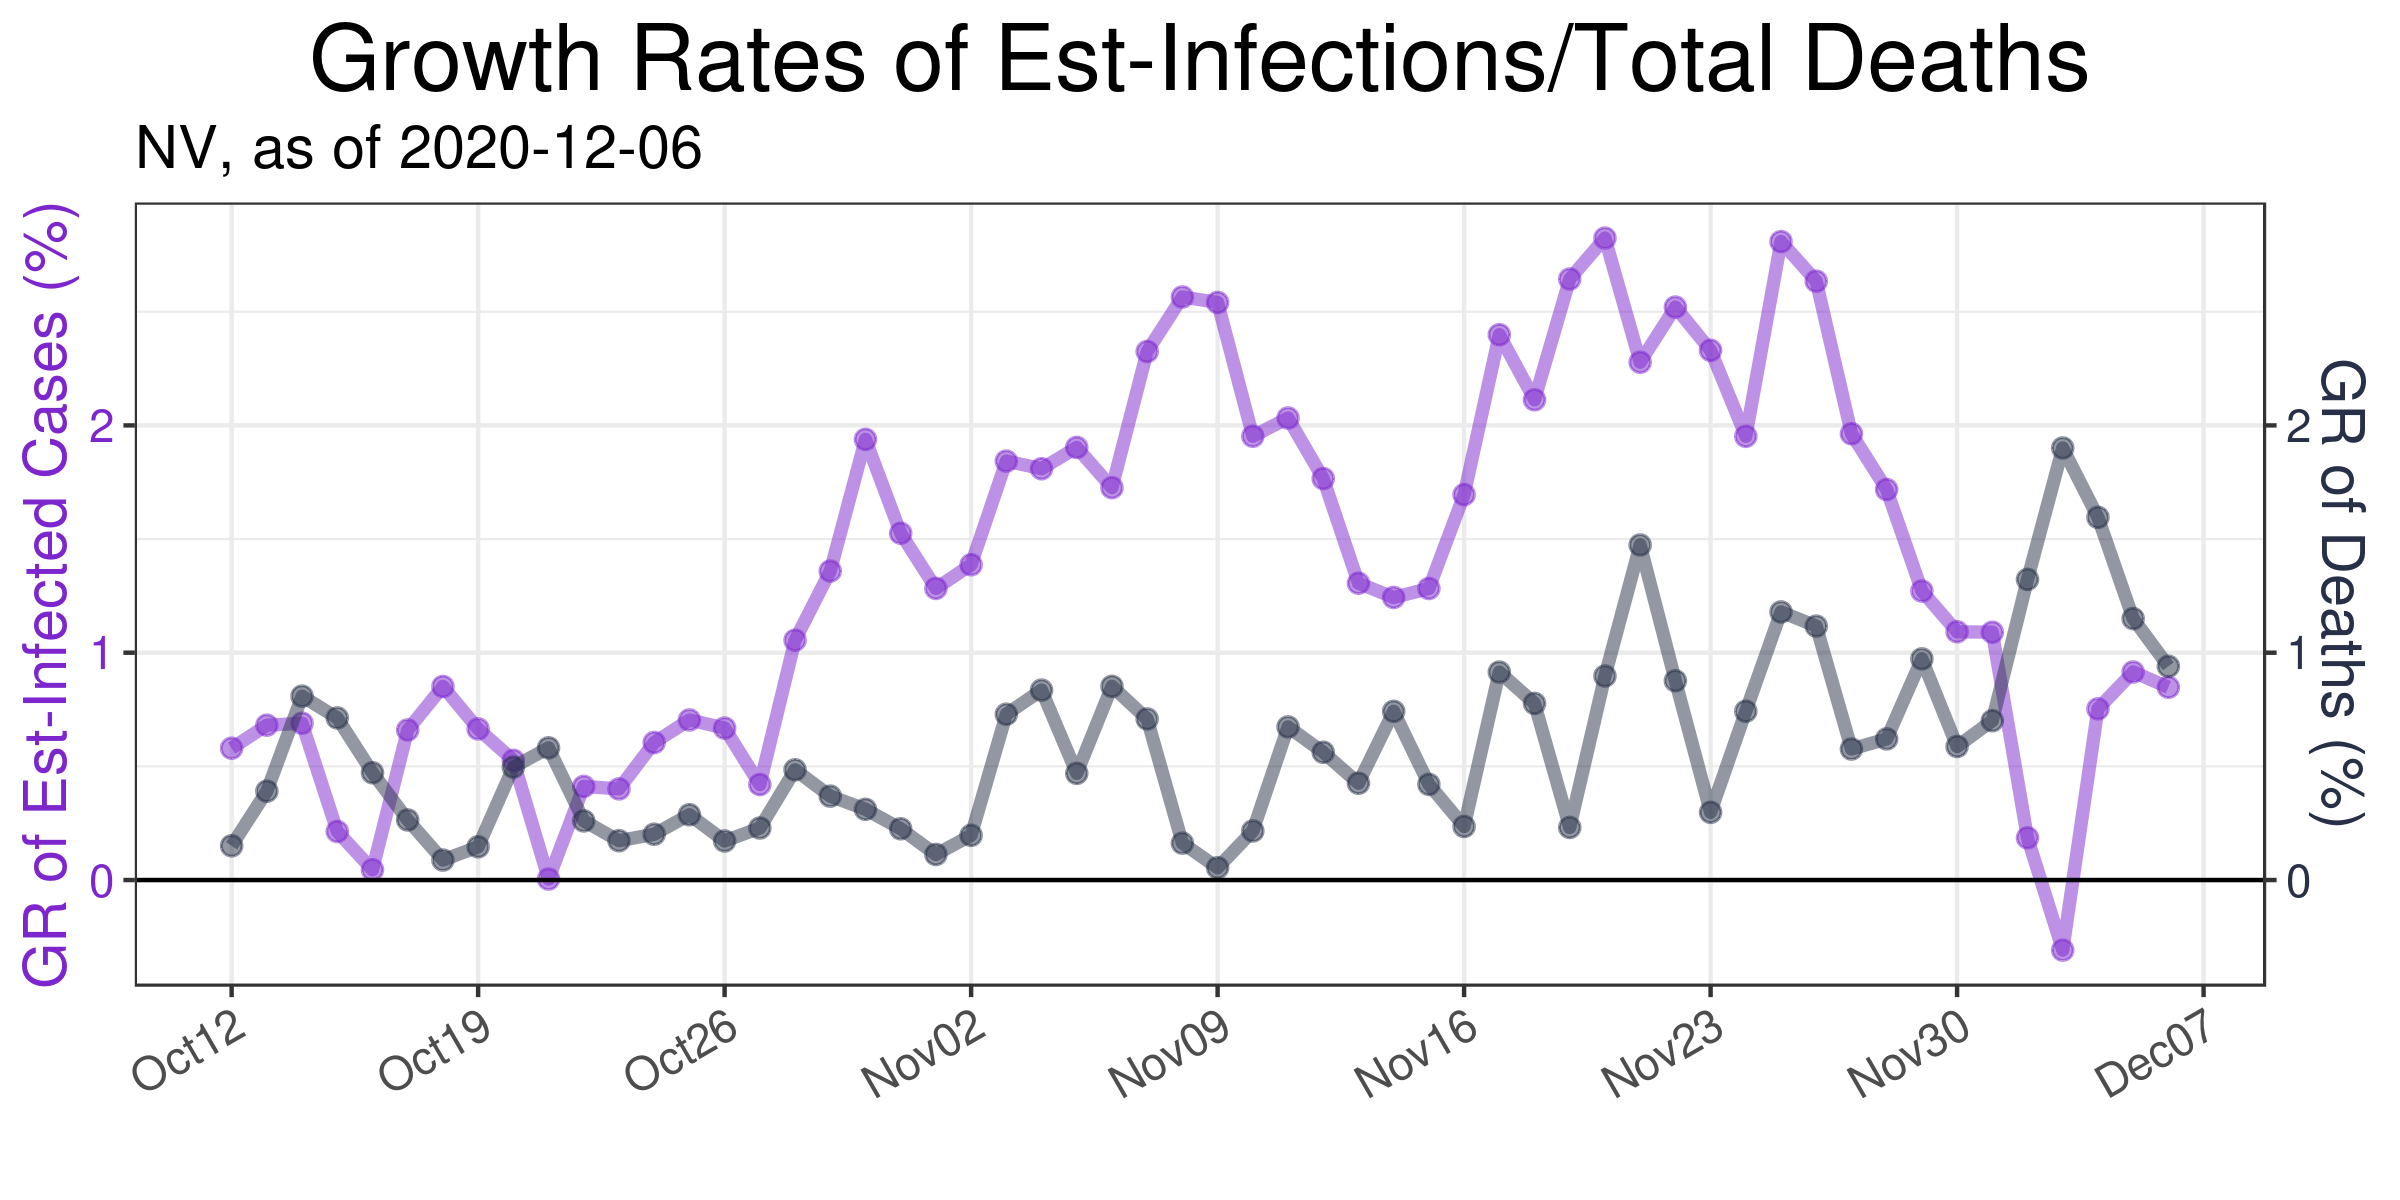 Growth Rates of Est-Infections/Total Deaths
NV, as of 2020-12-06
GR of Est-Infected Cases (%)
2
1
0
2
1
0
GR of Deaths (%)
Oct12
Oct19
Oct26
Nov02
Nov09
Nov16
Nov23
Nov30
Dec07